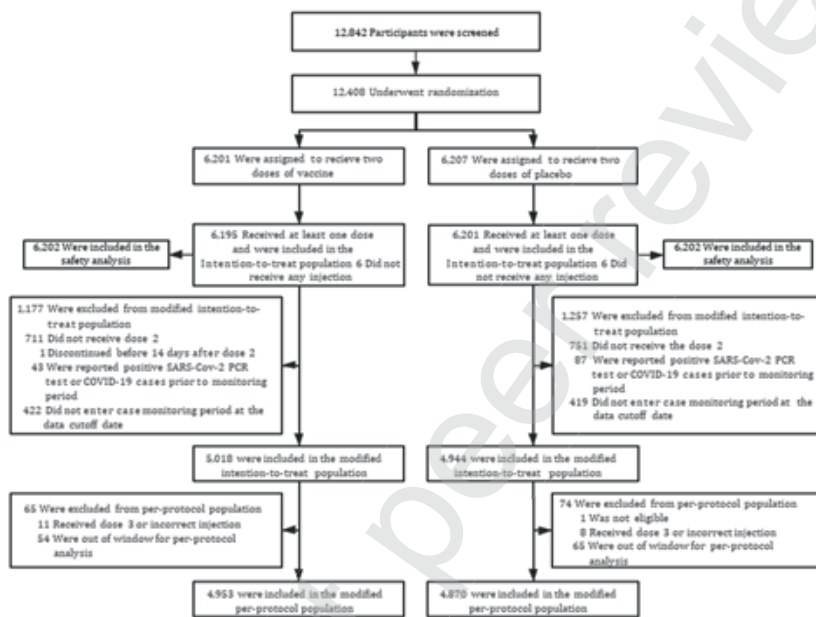 12.842 Participants were screened
12.408 Underwent randomization
6.201 Were assigned to recieve two
doses of vaccine
6.207 Were assigned to recieve two
doses of placebo
6.195 Received at least one dose
and were included in the
Intention-to-treat population 6 Did not
receive any injection
6.201 Received at least one dose
and were included in the
Intention-to-treat population 6 Did
not receive any injection
6.202 Were included in the
safety analysis
6.202 Were included in the
safety analysis
1.177 Were excluded from modified intention-to-
treat population
711 Did not receive dose 2
1 Discontinued before 14 days after dose 2
43 Were reported positive SARS-Cov-2 PCR
test or COVID-19 cases prior to monitoring
period
422 Did not enter case monitoring period at the
data cutoff date
1.257 Were excluded from modified intention-
to-treat population
751 Did not receive the dose 2
87 Were reported positive SARS-Cov-2 PCR
test or COVID-19 cases prior to monitoring
period
419 Did not enter case monitoring period at the
data cutoff date
5.018 were included in the modified
intention-to-treat population
4.944 were included in the modified
intention-to-treat population
65 Were excluded from per-protocol population
11 Received dose 3 or incorrect injection
54 Were out of window for per-protocol
analysis
74 Were excluded from per-protocol population
1 Was not eligible
8 Received dose 3 or incorrect injection
65 Were out of window for per-protocol
analysis
4.953 were included in the modified
per-protocol population
4.870 were included in the modified
per-protocol population
peer review